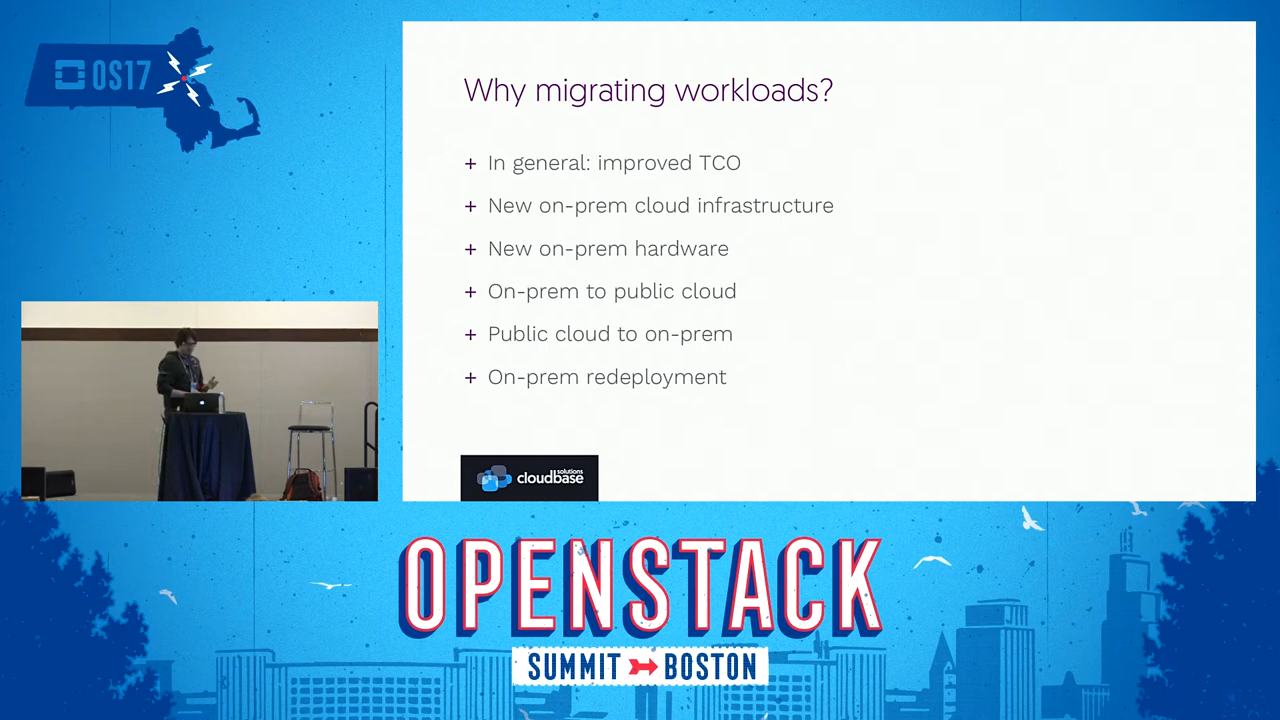 OS17
Why migrating workloads?
+ In general: improved TCO
+ New on-prem cloud infrastructure
+ New on-prem hardware
+ On-prem to public cloud
+ Public cloud to on-prem
+ On-prem redeployment
cloudbase solutions
OPENSTACK
SUMMIT BOSTON